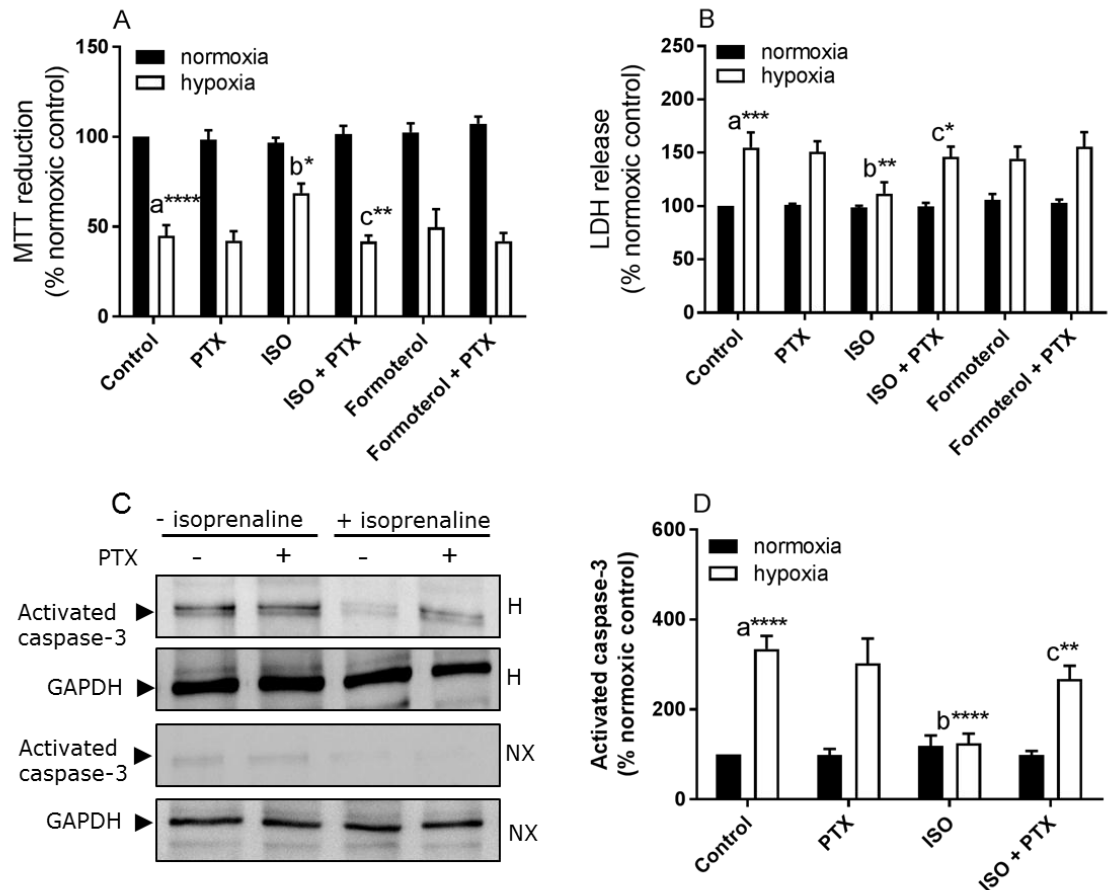 A
MTT reduction
(% normoxic control)
150
100
50
0
normoxia
hypoxia
a****
b*
c**
Control
PTX
ISO
ISO + PTX
Formoterol
Formoterol + PTX
B
LDH release
(% normoxic control)
250
200
150
100
50
0
normoxia
hypoxia
a***
b**
c*
Control
PTX
ISO
ISO + PTX
Formoterol
Formoterol + PTX
C
- isoprenaline + isoprenaline
PTX - + - +
Activated
caspase-3
H
GAPDH
H
Activated
caspase-3
NX
GAPDH
NX
D
Activated caspase-3
(% normoxic control)
600
400
200
0
normoxia
hypoxia
a****
b****
c**
Control
PTX
ISO
ISO + PTX